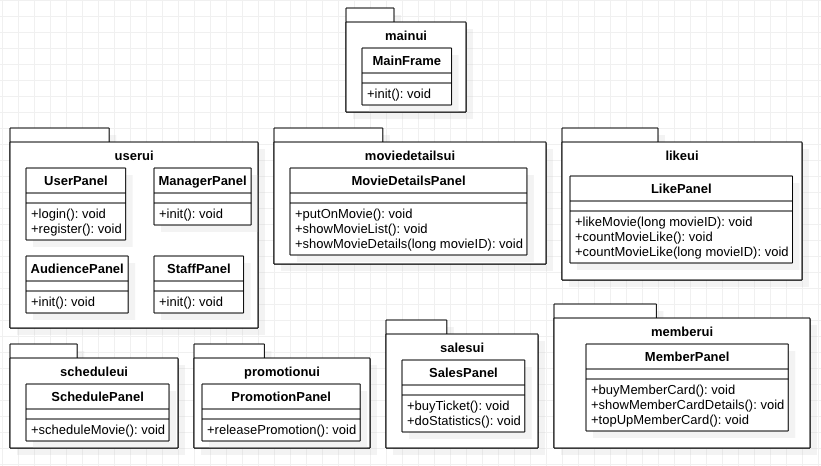 mainui
MainFrame
+init(): void
userui
UserPanel
+login(): void
+register(): void
ManagerPanel
+init(): void
AudiencePanel
+init(): void
StaffPanel
+init(): void
moviedetailsui
MovieDetailsPanel
+putOnMovie(): void
+showMovieList(): void
+showMovieDetails(long movieID): void
likeui
LikePanel
+likeMovie(long movieID): void
+countMovieLike(): void
+countMovieLike(long movieID): void
scheduleui
SchedulePanel
+scheduleMovie(): void
promotionui
PromotionPanel
+releasePromotion(): void
salesui
SalesPanel
+buyTicket(): void
+doStatistics(): void
memberui
MemberPanel
+buyMemberCard(): void
+showMemberCardDetails(): void
+topUpMemberCard(): void